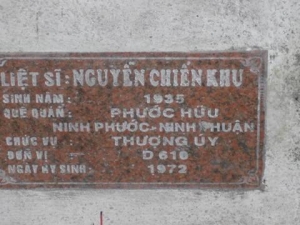 LIỆT SĨ: NGUYỄN CHIẾN KHU
SINH NĂM : 1935
QUÊ QUÁN : PHƯỚC HỮU
NINH PHƯỚC-NINH THUẬN
CHỨC VỤ : THƯỢNG ÚY
ĐƠN VỊ : D 610
NGÀY HY SINH: 1972